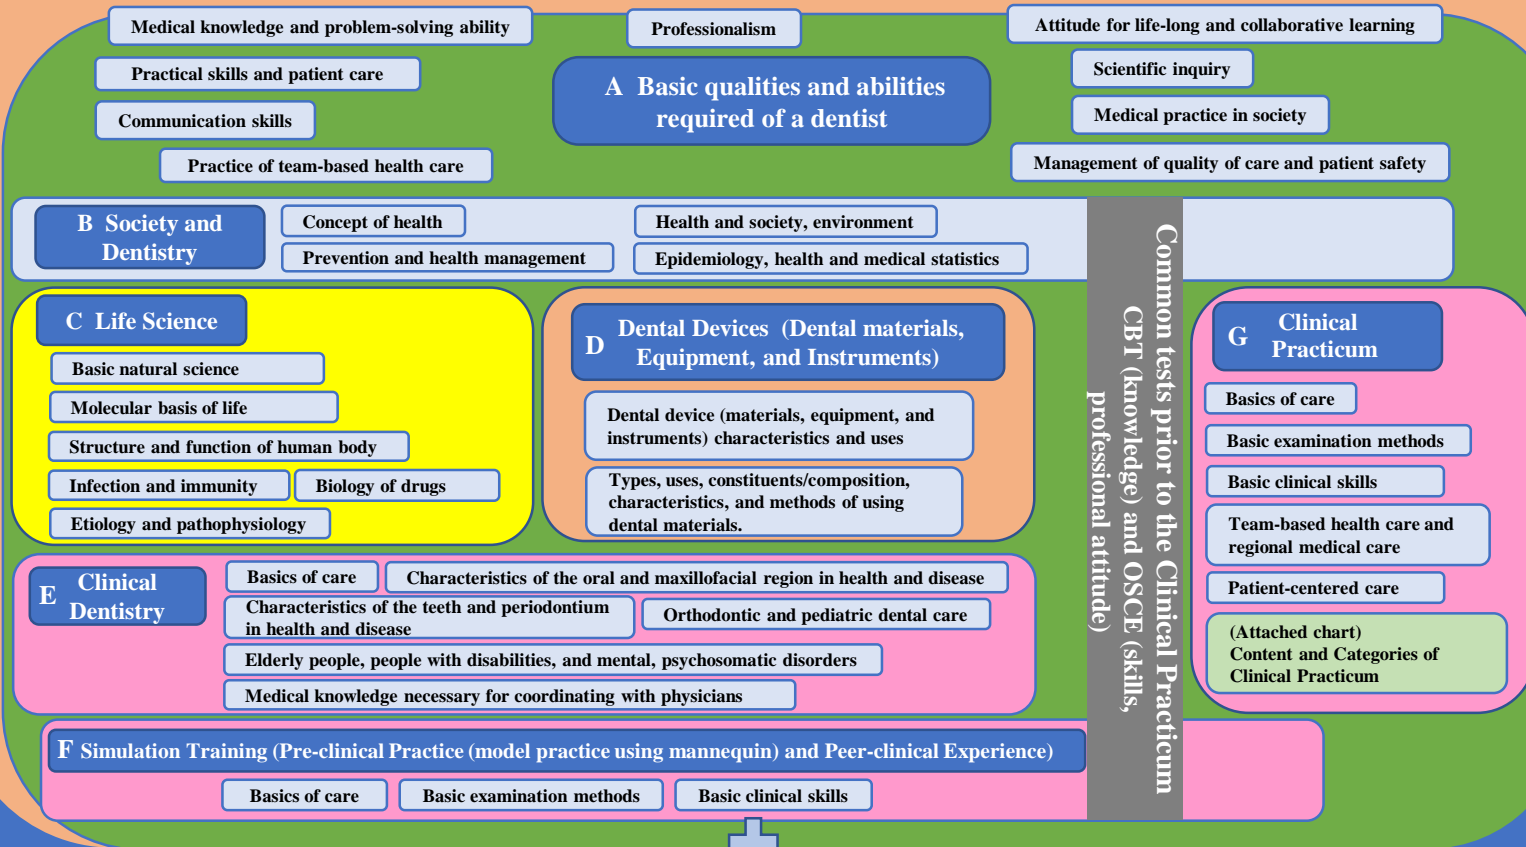 Medical knowledge and problem-solving ability
Professionalism
Attitude for life-long and collaborative learning
Practical skills and patient care
Scientific inquiry
A Basic qualities and abilities
required of a dentist
Communication skills
Medical practice in society
Practice of team-based health care
Management of quality of care and patient safety
B Society and
Dentistry
Concept of health
Health and society, environment
Prevention and health management
Epidemiology, health and medical statistics
C Life Science
Basic natural science
Molecular basis of life
Structure and function of human body
Infection and immunity
Biology of drugs
Etiology and pathophysiology
D Dental Devices (Dental materials,
Equipment, and Instruments)
Dental device (materials, equipment, and
instruments) characteristics and uses
Types, uses, constituents/composition,
characteristics, and methods of using
dental materials.
Common tests prior to the Clinical Practicum
CBT (knowledge) and OSCE (skills,
professional attitude)
G Clinical
Practicum
Basics of care
Basic examination methods
Basic clinical skills
Team-based health care and
regional medical care
Patient-centered care
(Attached chart)
Content and Categories of
Clinical Practicum
E Clinical
Dentistry
Basics of care
Characteristics of the oral and maxillofacial region in health and disease
Characteristics of the teeth and periodontium
in health and disease
Orthodontic and pediatric dental care
Elderly people, people with disabilities, and mental, psychosomatic disorders
Medical knowledge necessary for coordinating with physicians
F Simulation Training (Pre-clinical Practice (model practice using mannequin) and Peer-clinical Experience)
Basics of care
Basic examination methods
Basic clinical skills